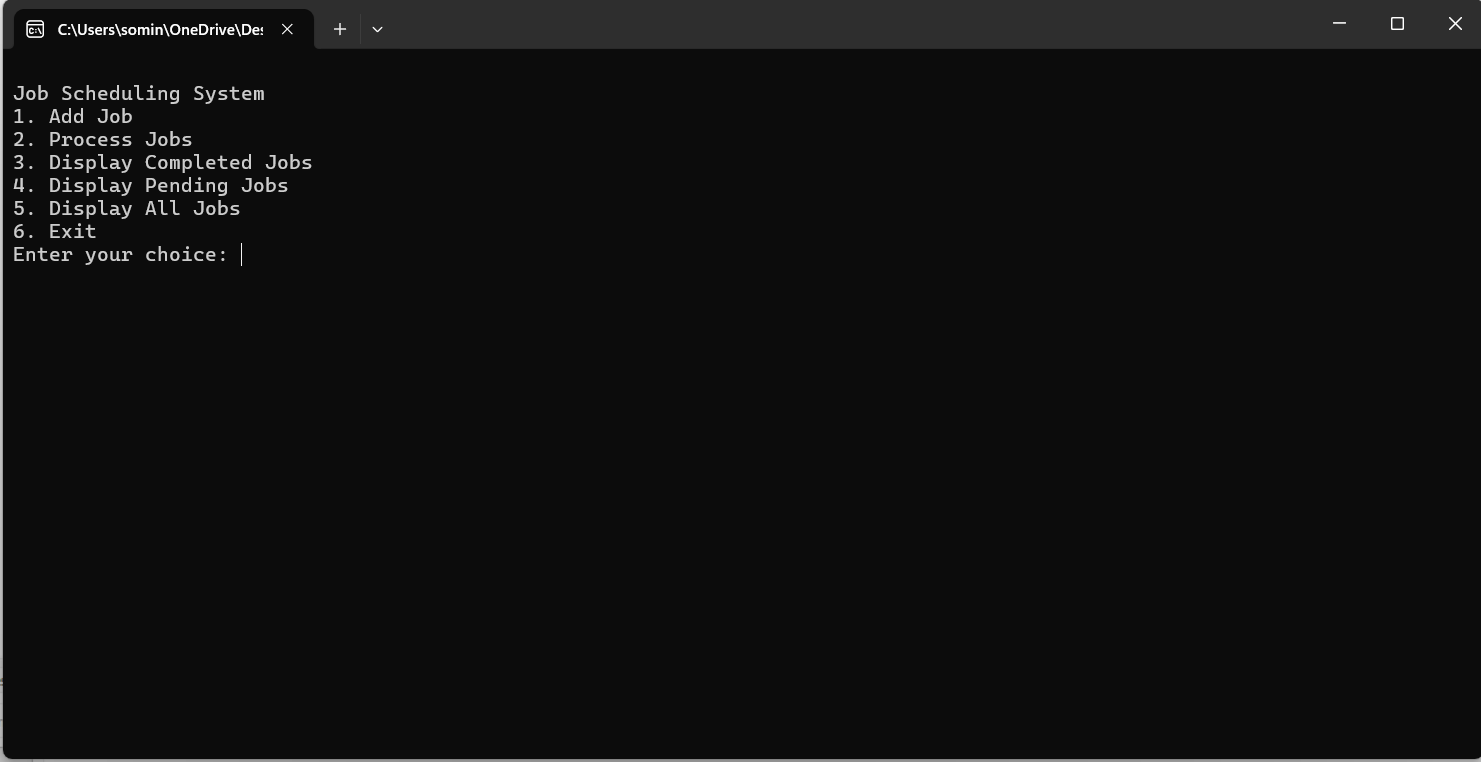 C:\Users\somin\OneDrive\Des
Job Scheduling System
1. Add Job
2. Process Jobs
3. Display Completed Jobs
4. Display Pending Jobs
5. Display All Jobs
6. Exit
Enter your choice: